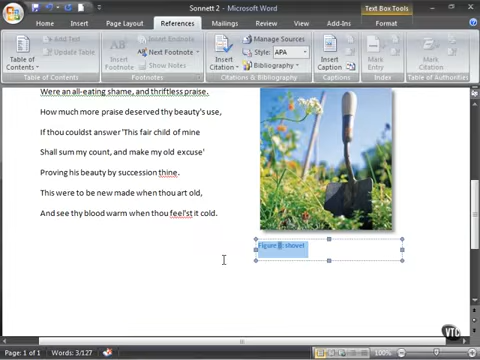 Sonnett 2 - Microsoft Word
Text Box Tools
Home
Insert
Page Layout
References
Mailings
Review
View
Add-Ins
Format
Table of Contents
Add Text
Update Table
Table of Contents
Insert Footnote
Insert Endnote
Next Footnote
Show Notes
Footnotes
Insert Citation
Manage Sources
Style: APA
Bibliography
Citations & Bibliography
Insert Caption
Captions
Mark Entry
Mark Citation
Table of Authorities
Were an all-eating shame, and thriftless praise.
How much more praise deserved thy beauty's use,
If thou couldst answer 'This fair child of mine
Shall sum my count, and make my old excuse'
Proving his beauty by succession thine.
This were to be new made when thou art old,
And see thy blood warm when thou feel'st it cold.
Figure : shovel
VTC
Page: 1 of 1
Words: 3/127
100%